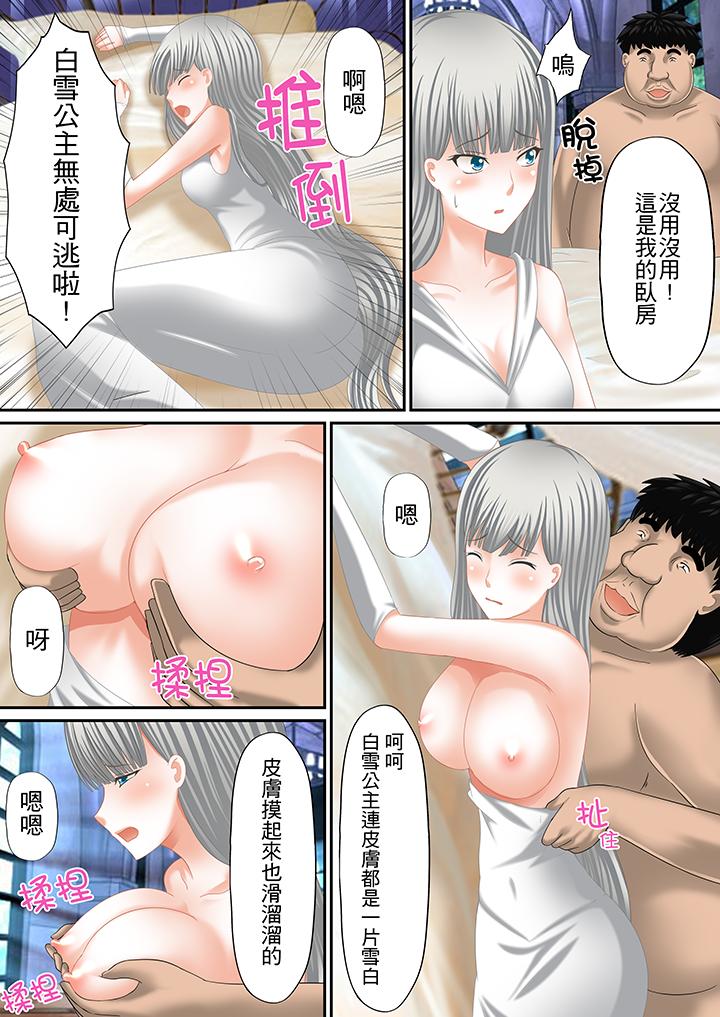 嗚
脫掉
沒用沒用！
這是我的臥房
啊嗯
推倒
白雪公主無處可逃啦！
嗯
呵呵
白雪公主連皮膚都是一片雪白
扯住
呀
揉捏
皮膚摸起來也滑溜溜的
嗯嗯
揉捏
揉捏